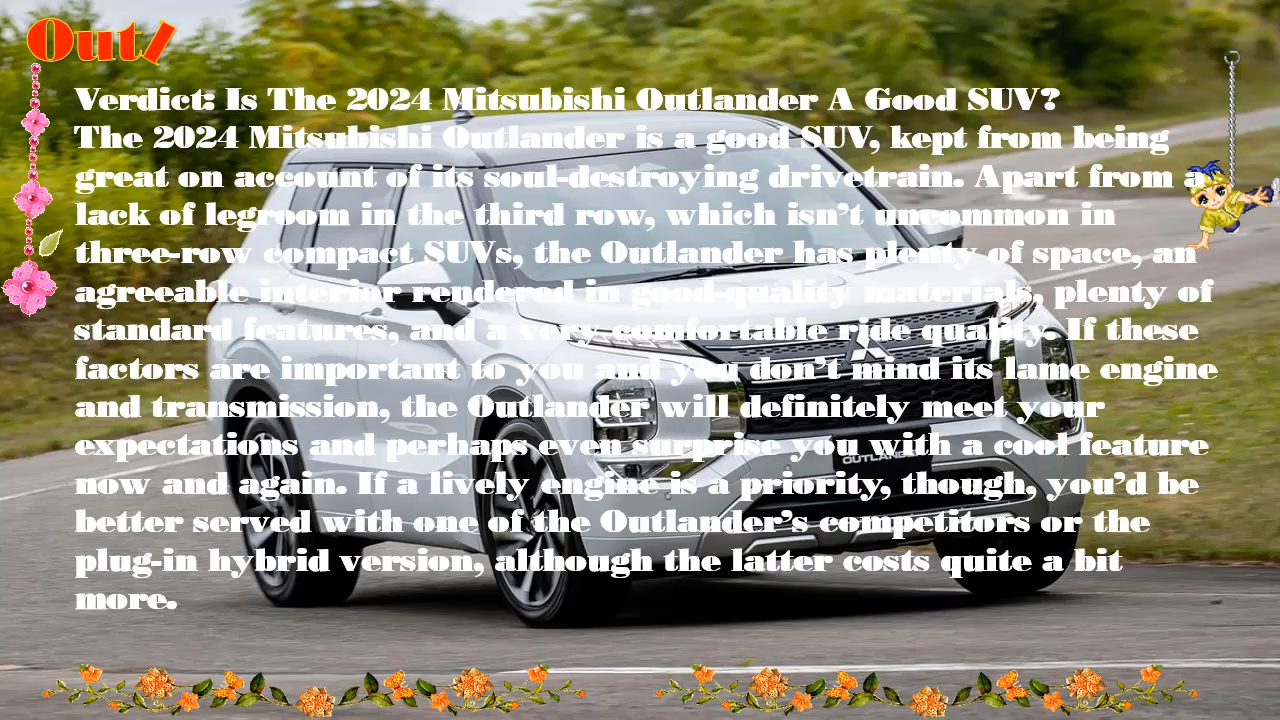 Out
Verdict: Is The 2024 Mitsubishi Outlander A Good SUV?
The 2024 Mitsubishi Outlander is a good SUV, kept from being
great on account of its soul-destroying drivetrain. Apart from a
lack of legroom in the third row, which isn’t uncommon in
three-row compact SUVs, the Outlander has plenty of space, an
agreeable interior rendered in good-quality materials, plenty of
standard features, and a very comfortable ride quality. If these
factors are important to you and you don’t mind its lame engine
and transmission, the Outlander will definitely meet your
expectations and perhaps even surprise you with a cool feature
now and again. If a lively engine is a priority, though, you’d be
better served with one of the Outlander’s competitors or the
plug-in hybrid version, although the latter costs quite a bit
more.
OUTLANDER